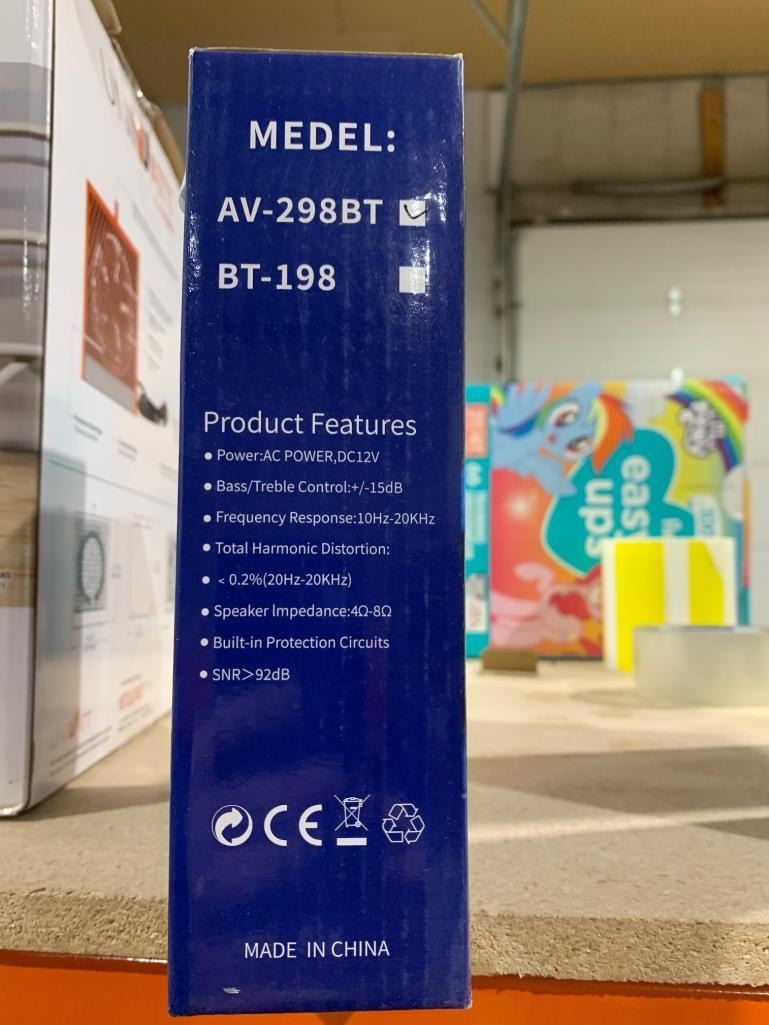 MEDEL:
AV-298BT
BT-198
Product Features
• Power:AC POWER,DC12V
• Bass/Treble Control:+/-15dB
• Frequency Response:10Hz-20KHz
• Total Harmonic Distortion:
• < 0.2%(20Hz-20KHz)
• Speaker lmpedance:4Ω-8Ω
• Built-in Protection Circuits
• SNR>92dB
CE
MADE IN CHINA
easy
ups